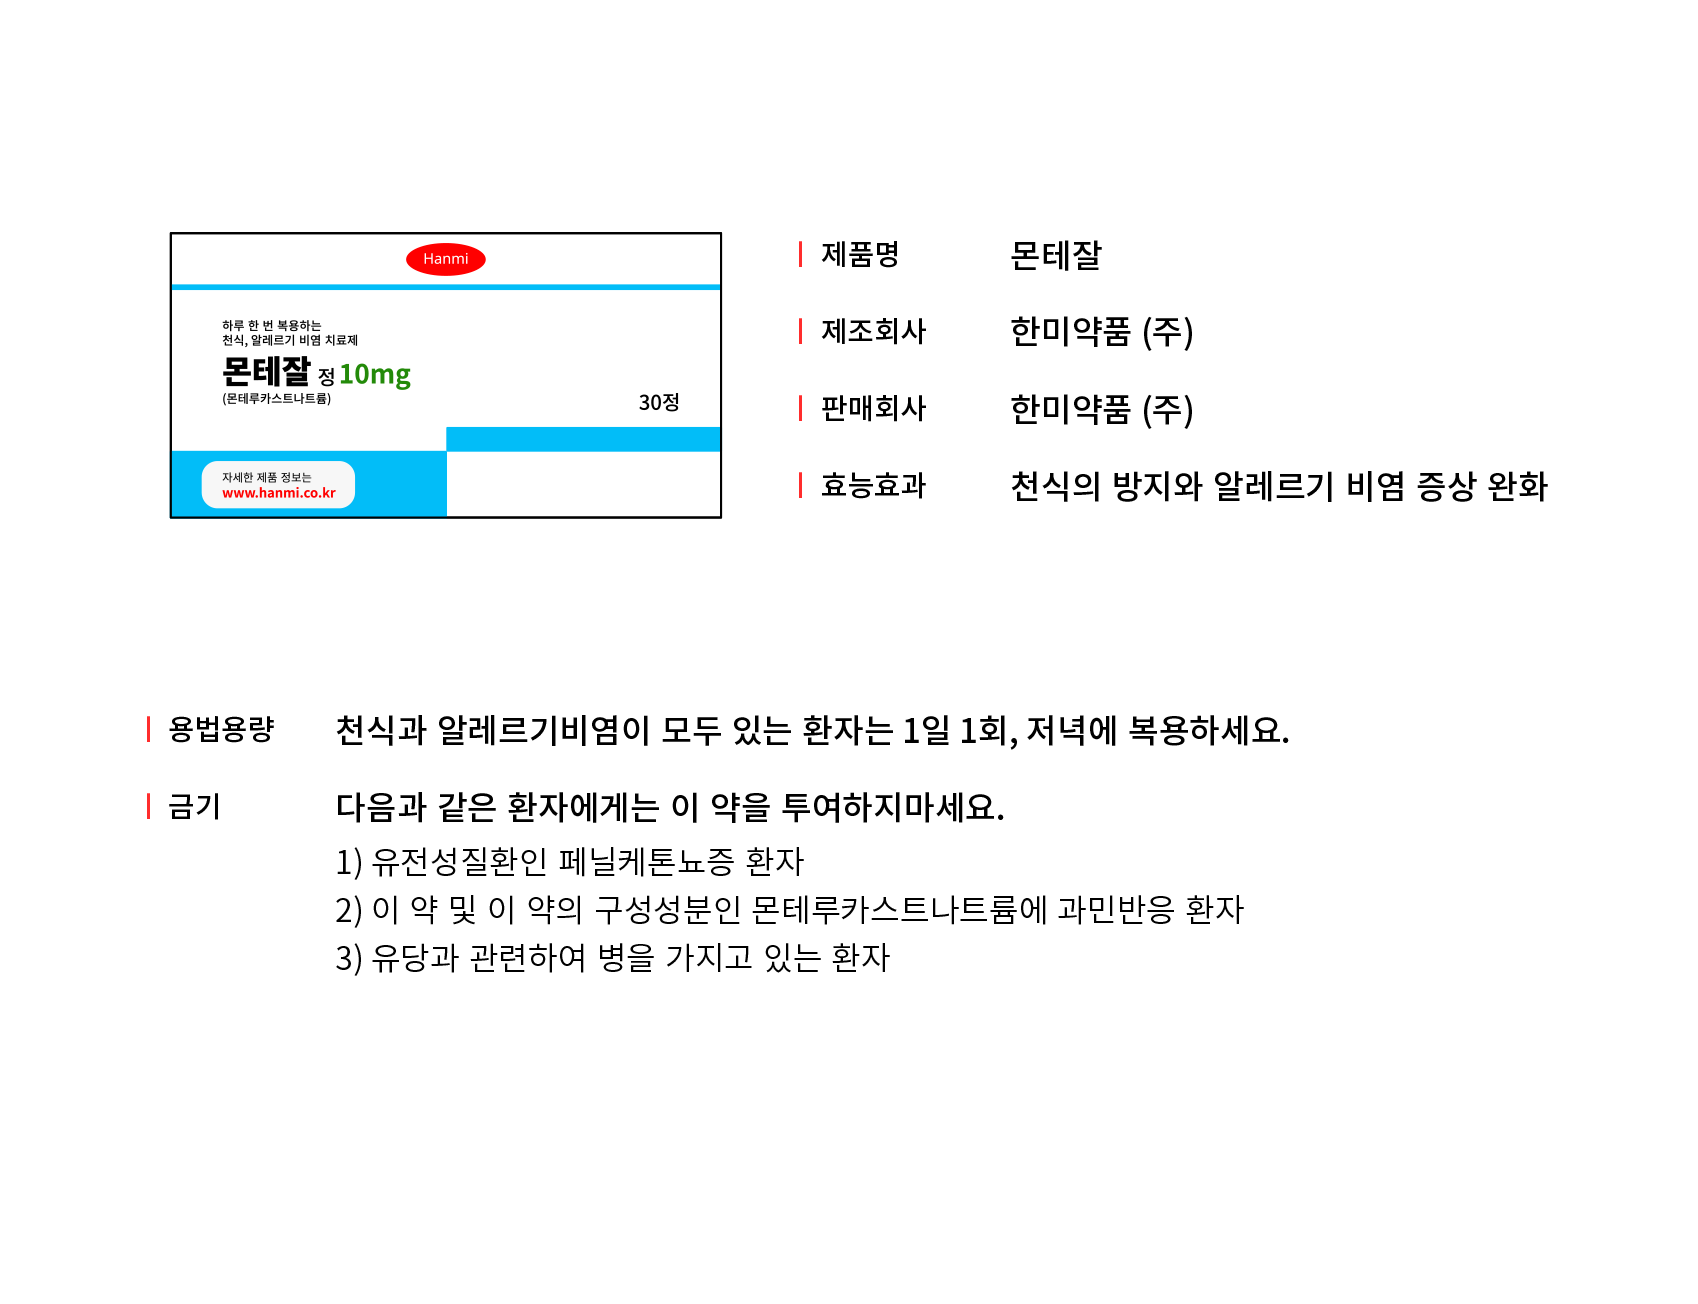 Hanmi
하루 한 번 복용하는
천식, 알레르기 비염 치료제
몬테잘 정 10mg
(몬테루카스트나트륨)
30정
자세한 제품 정보는
www.hanmi.co.kr
제품명 몬테잘
제조회사 한미약품 (주)
판매회사 한미약품 (주)
효능효과 천식의 방지와 알레르기 비염 증상 완화
용법용량 천식과 알레르기비염이 모두 있는 환자는 1일 1회, 저녁에 복용하세요.
금기 다음과 같은 환자에게는 이 약을 투여하지마세요.
1) 유전성질환인 페닐케톤뇨증 환자
2) 이 약 및 이 약의 구성성분인 몬테루카스트나트륨에 과민반응 환자
3) 유당과 관련하여 병을 가지고 있는 환자